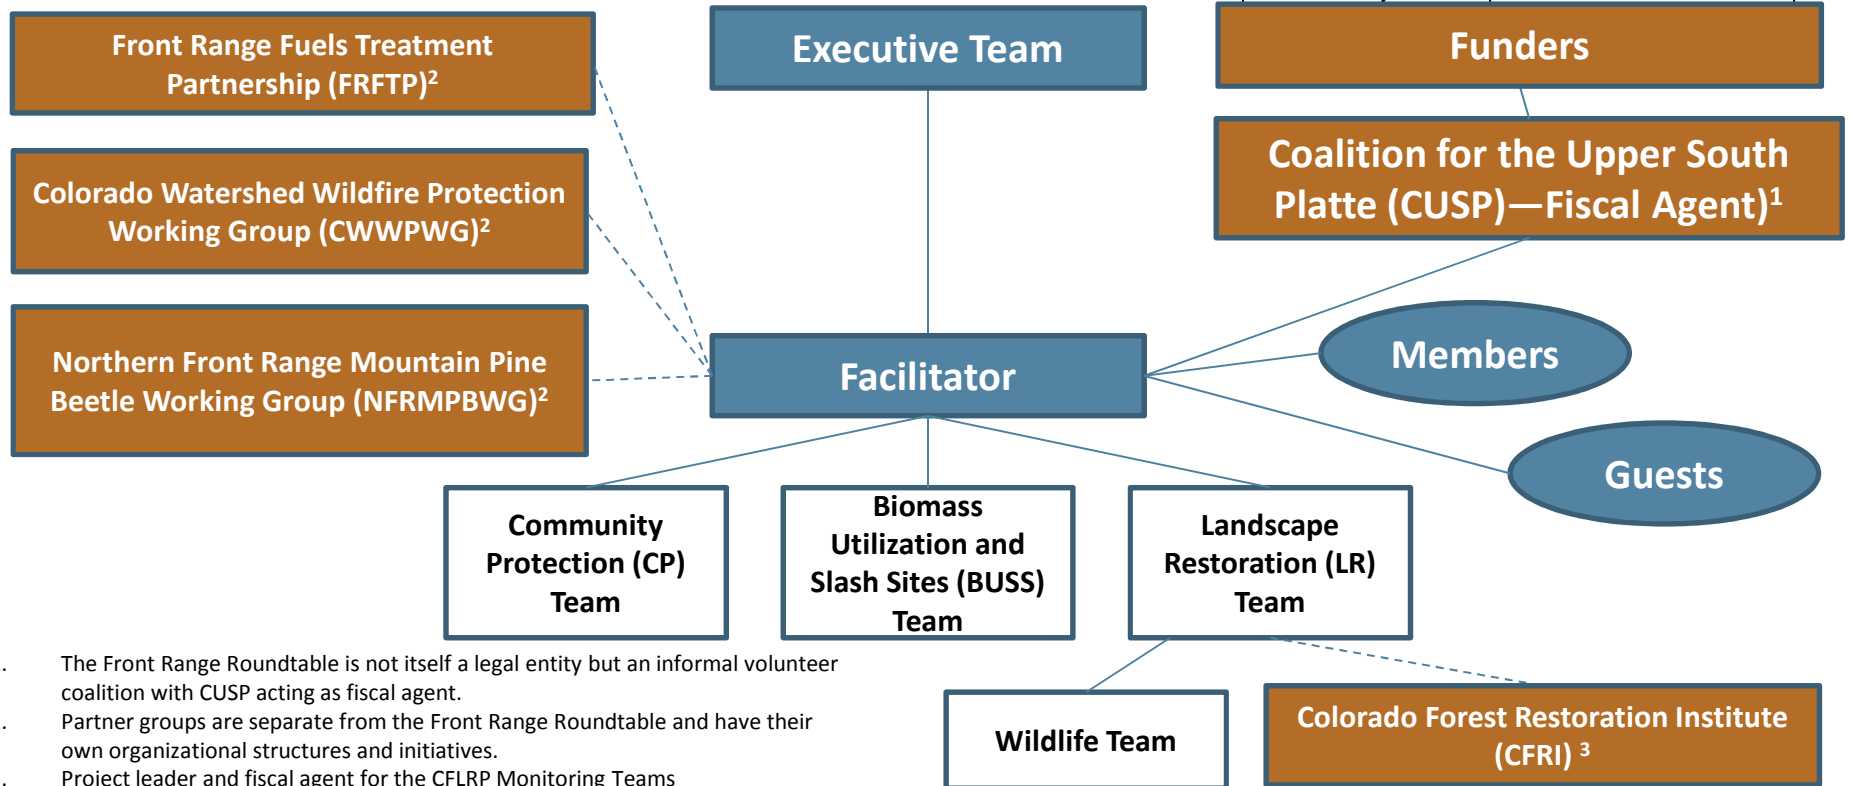 Front Range Fuels Treatment
Partnership (FRFTP)2
Executive Team
Funders
Colorado Watershed Wildfire Protection
Working Group (CWWPWG)2
Coalition for the Upper South
Platte (CUSP)—Fiscal Agent)1
Northern Front Range Mountain Pine
Beetle Working Group (NFRMPBWG)2
Facilitator
Members
Guests
Community
Protection (CP)
Team
Biomass
Utilization and
Slash Sites (BUSS)
Team
Landscape
Restoration (LR)
Team
. The Front Range Roundtable is not itself a legal entity but an informal volunteer
coalition with CUSP acting as fiscal agent.
. Partner groups are separate from the Front Range Roundtable and have their
own organizational structures and initiatives.
. Project leader and fiscal agent for the CFLRP Monitoring Teams
Wildlife Team
Colorado Forest Restoration Institute
(CFRI) 3